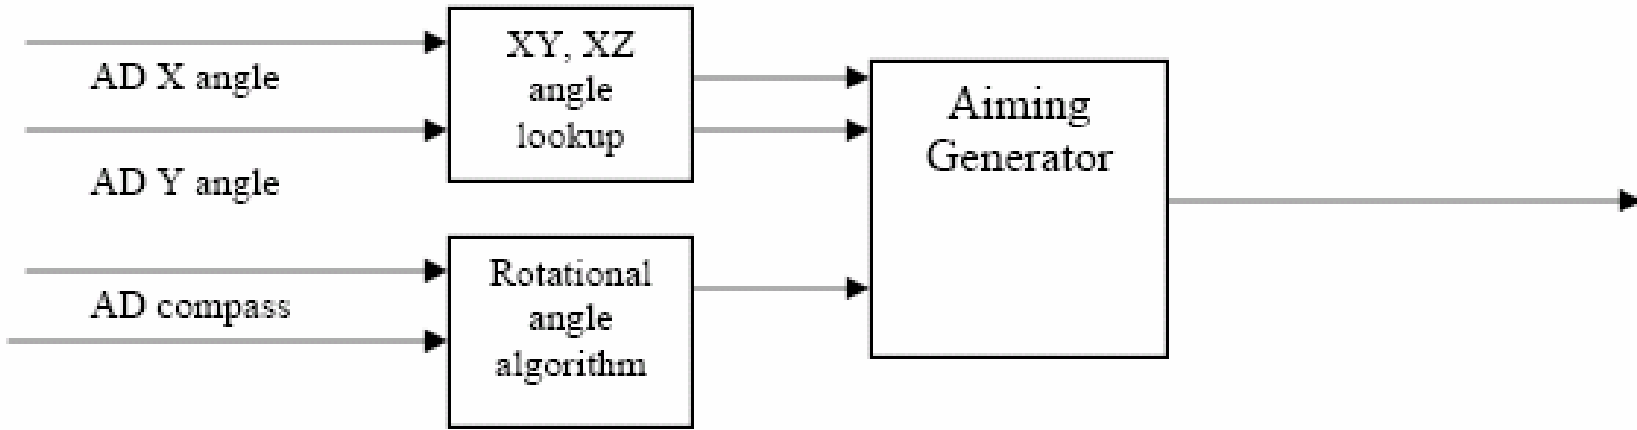 AD X angle
AD Y angle
XY, XZ
angle
lookup
AD compass
Rotational
angle
algorithm
Aiming
Generator